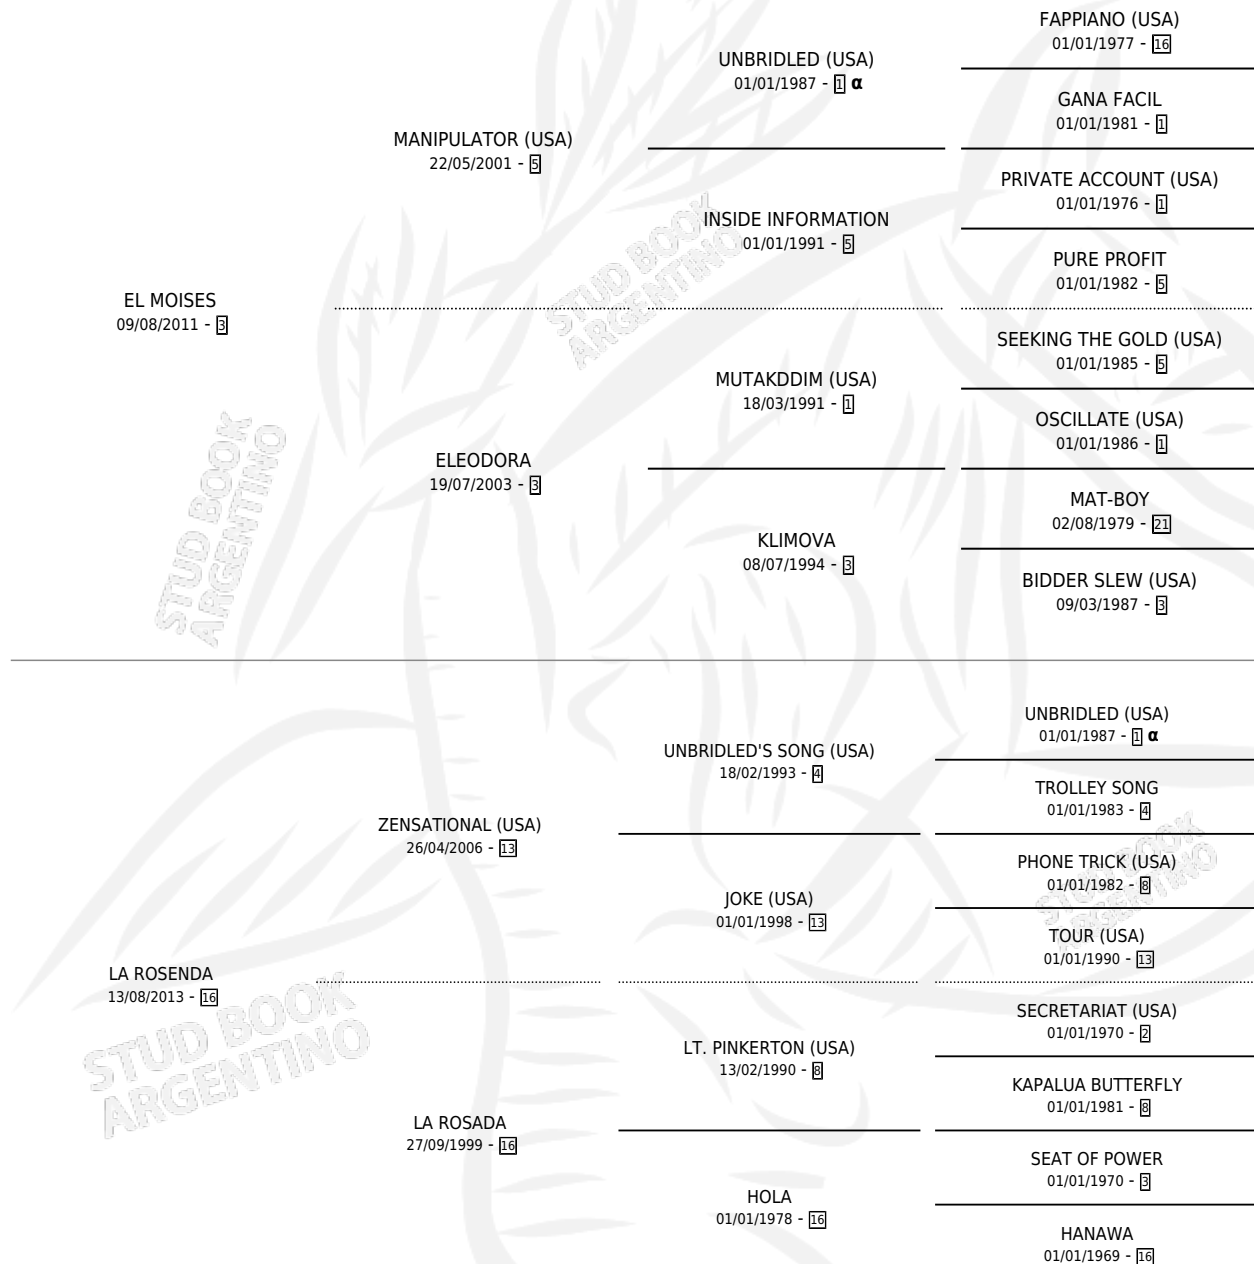 FAPPIANO (USA)
01/01/1977 - 16
UNBRIDLED (USA)
01/01/1987 - 1 α
GANA FACIL
01/01/1981 - 1
MANIPULATOR (USA)
22/05/2001 - 5
PRIVATE ACCOUNT (USA)
01/01/1976 - 1
INSIDE INFORMATION
01/01/1991 - 5
PURE PROFIT
01/01/1982 - 5
EL MOISES
09/08/2011 - 3
SEEKING THE GOLD (USA)
01/01/1985 - 5
MUTAKDDIM (USA)
18/03/1991 - 1
OSCILLATE (USA)
01/01/1986 - 1
ELEODORA
19/07/2003 - 3
MAT-BOY
02/08/1979 - 21
KLIMOVA
08/07/1994 - 3
BIDDER SLEW (USA)
09/03/1987 - 3
UNBRIDLED (USA)
01/01/1987 - 1 α
UNBRIDLED'S SONG (USA)
18/02/1993 - 4
TROLLEY SONG
01/01/1983 - 4
ZENSATIONAL (USA)
26/04/2006 - 13
PHONE TRICK (USA)
01/01/1982 - 8
JOKE (USA)
01/01/1998 - 13
TOUR (USA)
01/01/1990 - 13
LA ROSENDA
13/08/2013 - 16
SECRETARIAT (USA)
01/01/1970 - 2
LT. PINKERTON (USA)
13/02/1990 - 8
KAPALUA BUTTERFLY
01/01/1981 - 8
LA ROSADA
27/09/1999 - 16
SEAT OF POWER
01/01/1970 - 3
HOLA
01/01/1978 - 16
HANAWA
01/01/1969 - 16
STUD BOOK
ARGENTINO
STUD BOOK
ARGENTINO
STUD BOOK
ARGENTINO
STUD BOOK
ARGENTINO